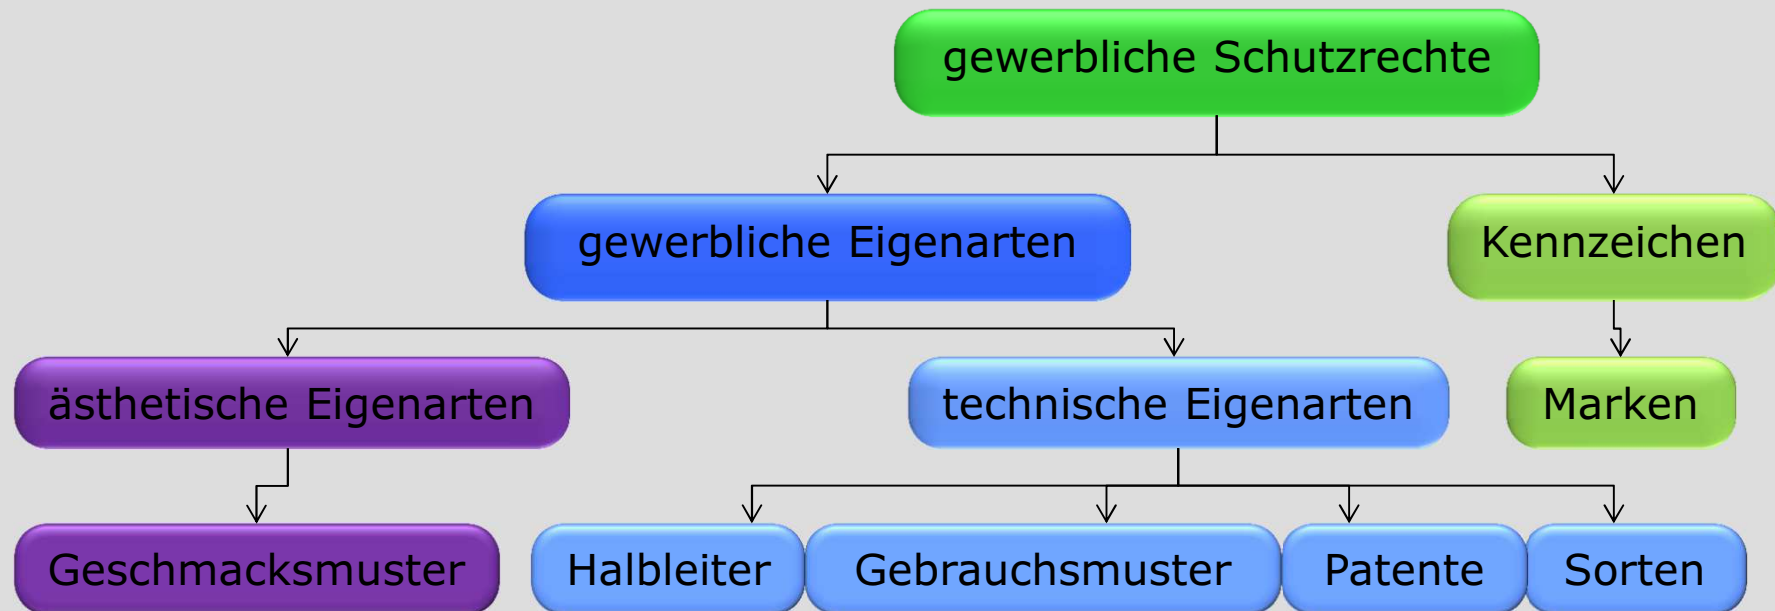 gewerbliche Schutzrechte
gewerbliche Eigenarten
Kennzeichen
ästhetische Eigenarten
technische Eigenarten
Marken
Geschmacksmuster
Halbleiter
Gebrauchsmuster
Patente
Sorten